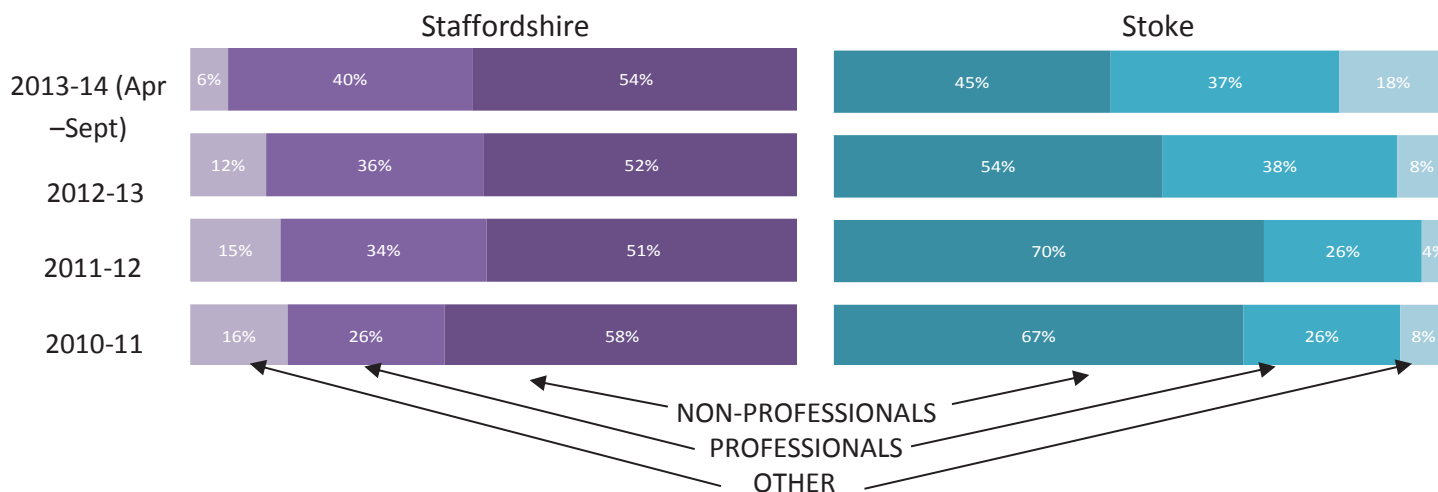 Staffordshire Stoke
2013-14 (Apr
–Sept)
6% 40% 54% 45% 37% 18%
2012-13
12% 36% 52% 54% 38% 8%
2011-12
15% 34% 51% 70% 26% 4%
2010-11
16% 26% 58% 67% 26% 8%
NON-PROFESSIONALS
PROFESSIONALS
OTHER